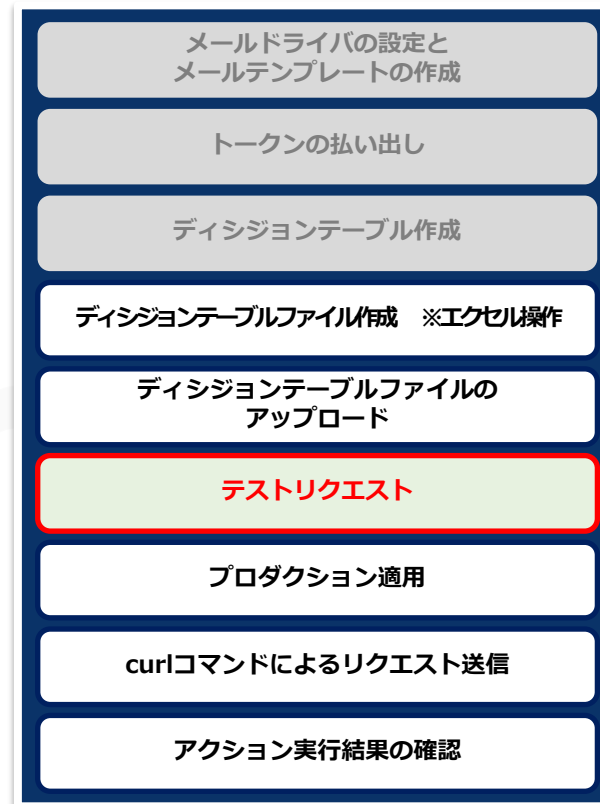 メールドライバの設定と
メールテンプレートの作成
トークンの払い出し
ディシジョンテーブル作成
ディシジョンテーブルファイル作成　※エクセル操作
ディシジョンテーブルファイルの
アップロード
テストリクエスト
プロダクション適用
curlコマンドによるリクエスト送信
アクション実行結果の確認